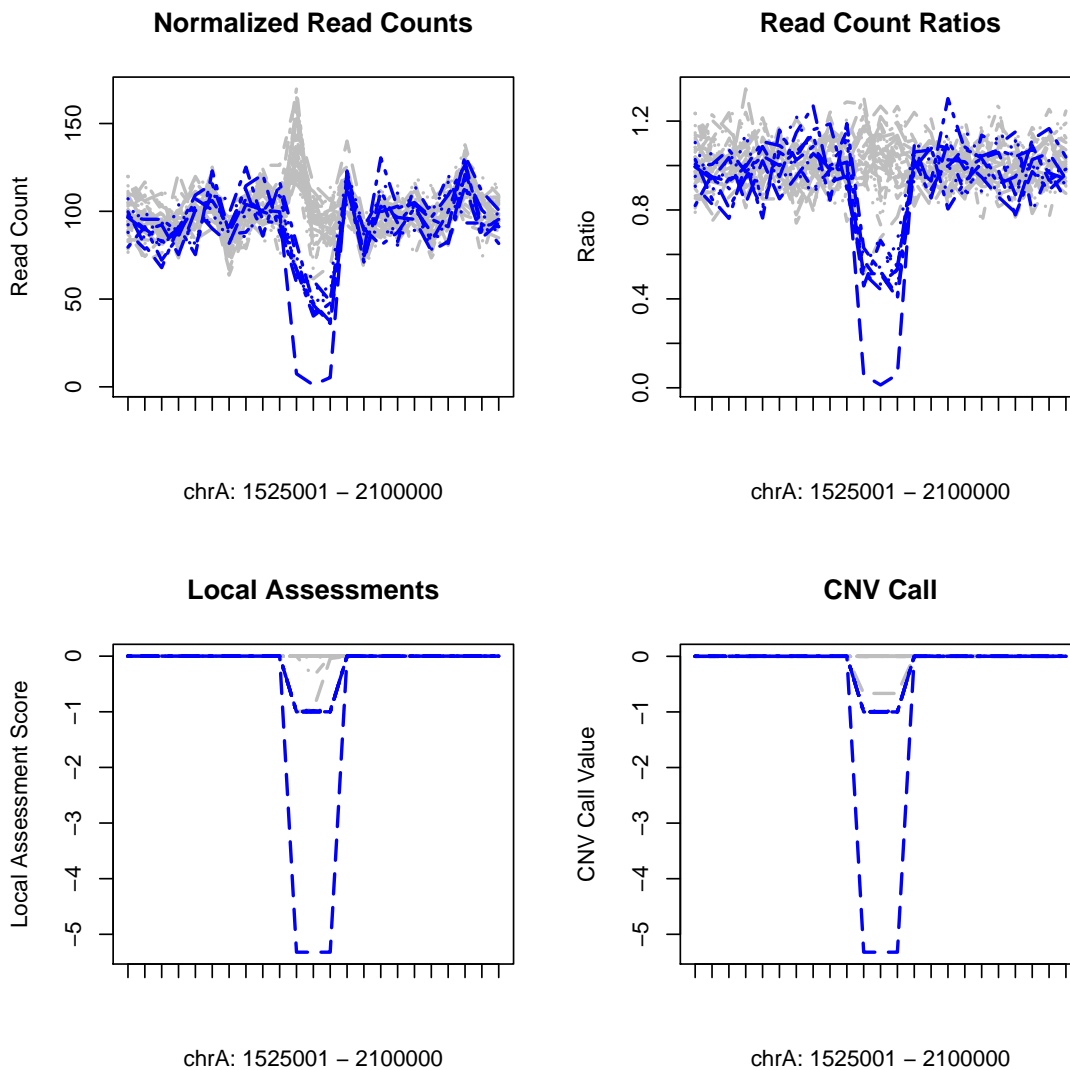 Normalized Read Counts
Read Count
150
100
50
0
chrA: 1525001 – 2100000
Read Count Ratios
Ratio
1.2
0.8
0.4
0.0
chrA: 1525001 – 2100000
Local Assessments
Local Assessment Score
0
−1
−2
−3
−4
−5
chrA: 1525001 – 2100000
CNV Call
CNV Call Value
0
−1
−2
−3
−4
−5
chrA: 1525001 – 2100000